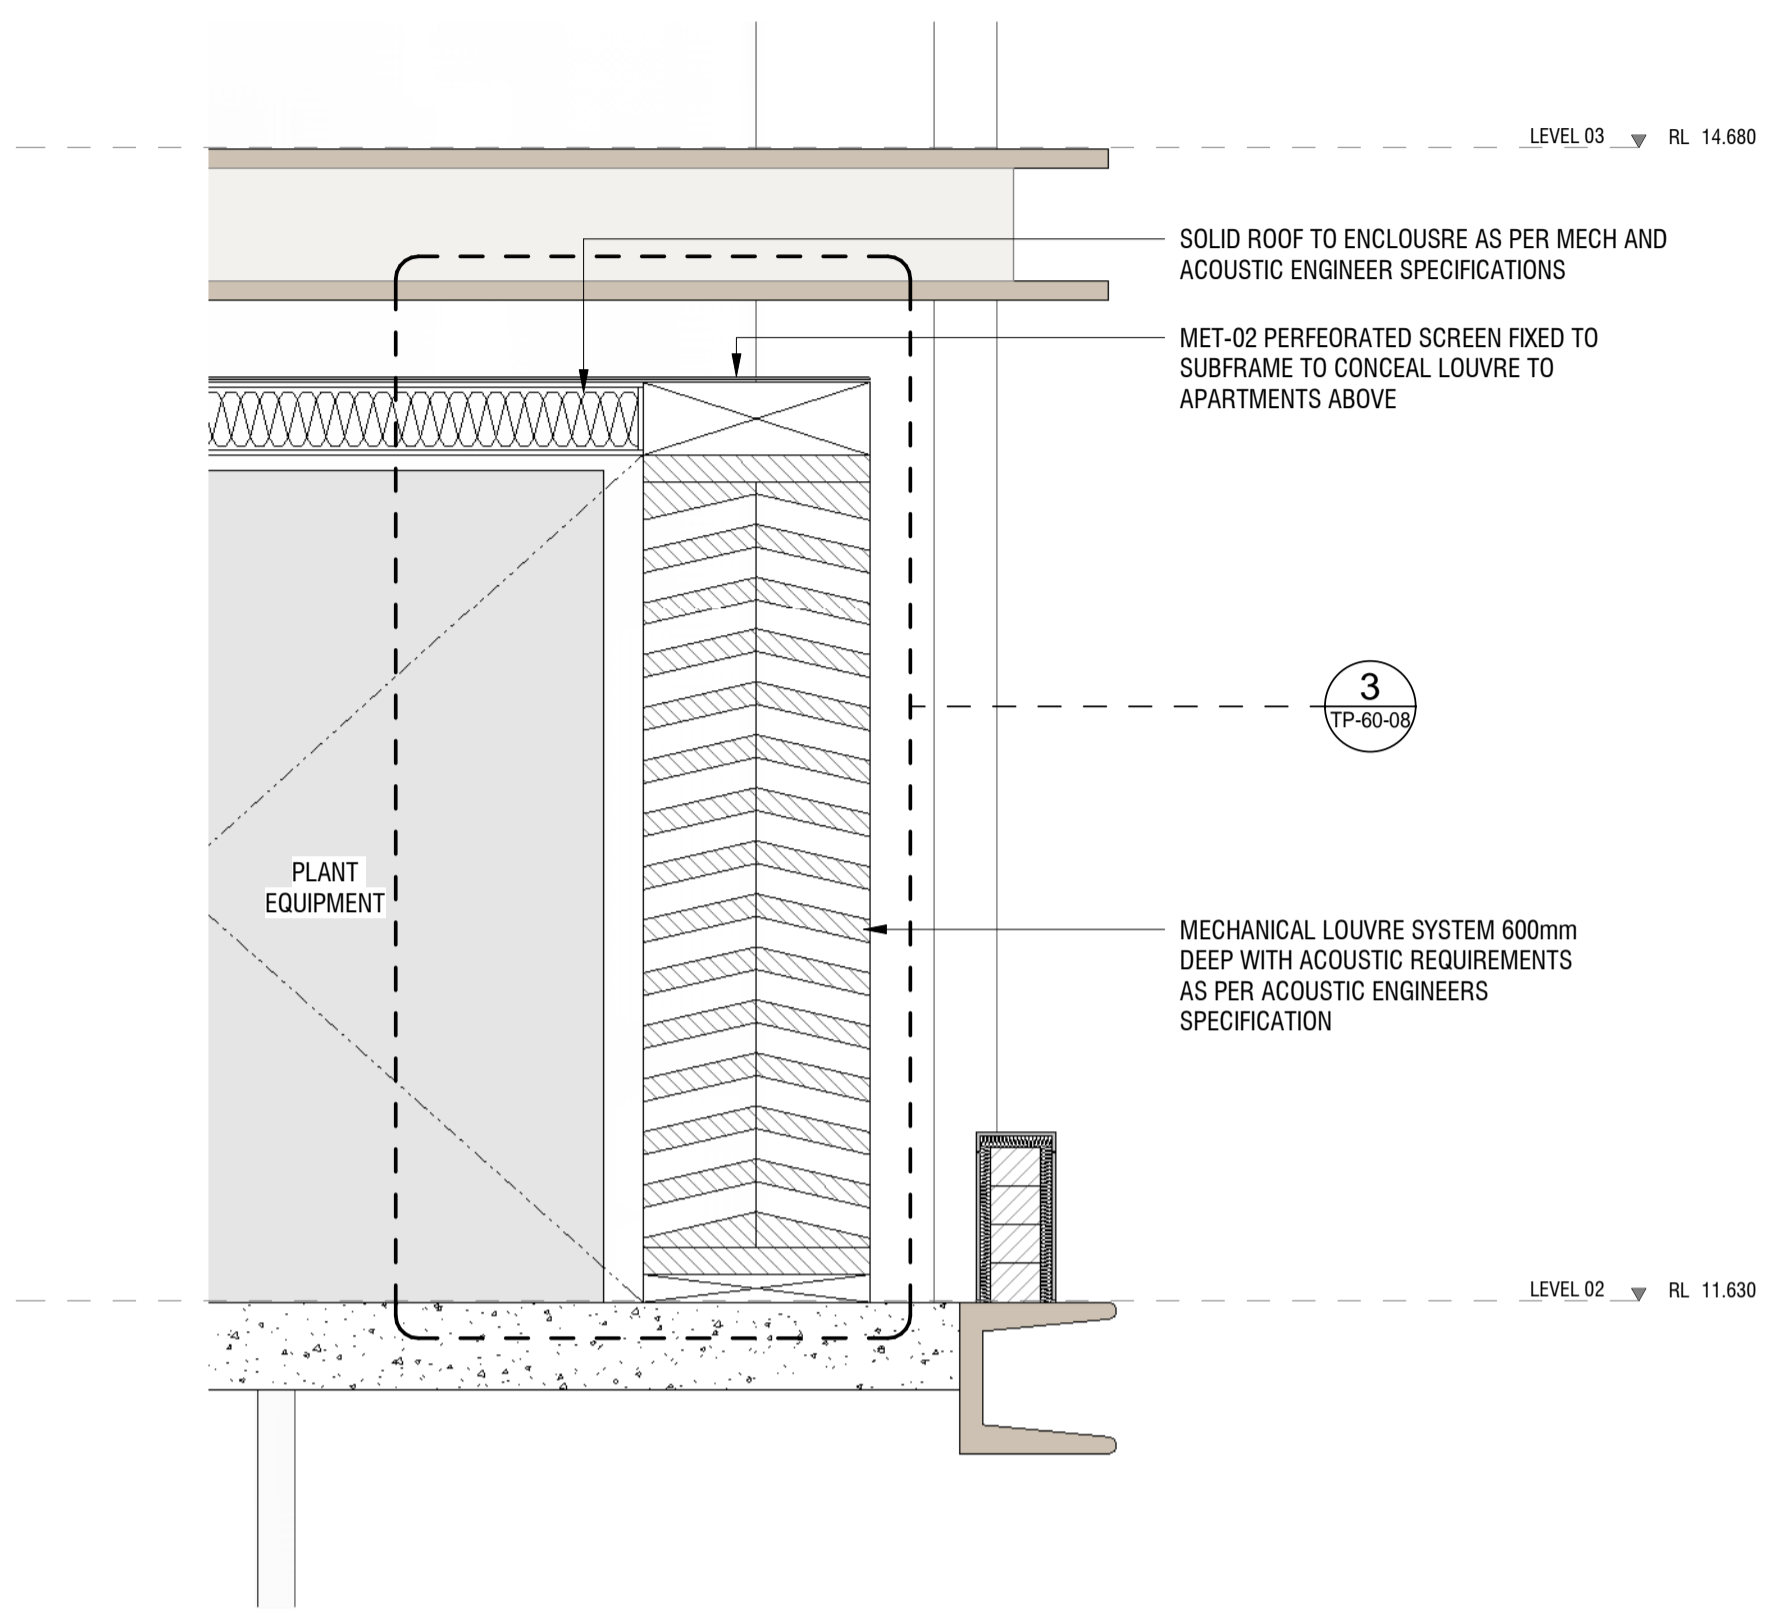 LEVEL 03 RL 14.680
SOLID ROOF TO ENCLOUSRE AS PER MECH AND
ACOUSTIC ENGINEER SPECIFICATIONS
MET-02 PERFEORATED SCREEN FIXED TO
SUBFRAME TO CONCEAL LOUVRE TO
APARTMENTS ABOVE
3
TP-60-08
PLANT
EQUIPMENT
MECHANICAL LOUVRE SYSTEM 600mm
DEEP WITH ACOUSTIC REQUIREMENTS
AS PER ACOUSTIC ENGINEERS
SPECIFICATION
LEVEL 02 RL 11.630